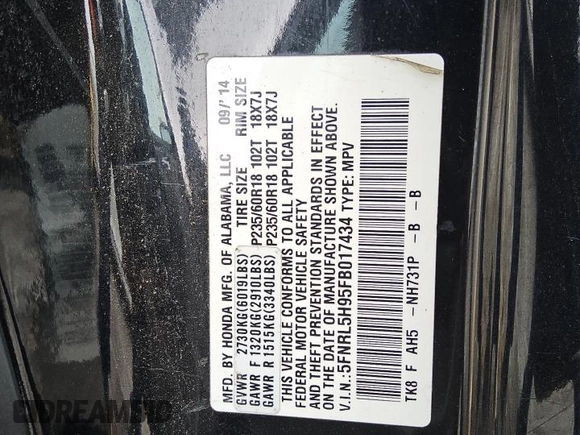 MFD. BY HONDA MFG. OF ALABAMA, LLC 09/'14
GVWR 2730KG(6019LBS) TIRE SIZE RIM SIZE
GAWR F 1320KG(2910LBS) P235/60R18 102T 18X7J
GAWR R 1515KG(3340LBS) P235/60R18 102T 18X7J
THIS VEHICLE CONFORMS TO ALL APPLICABLE
FEDERAL MOTOR VEHICLE SAFETY
AND THEFT PREVENTION STANDARDS IN EFFECT
ON THE DATE OF MANUFACTURE SHOWN ABOVE.
V.I.N.:5FNRL5H95FB017434 TYPE: MPV
TK8 F AH5 -NH731P -B -B
©DREAMBID